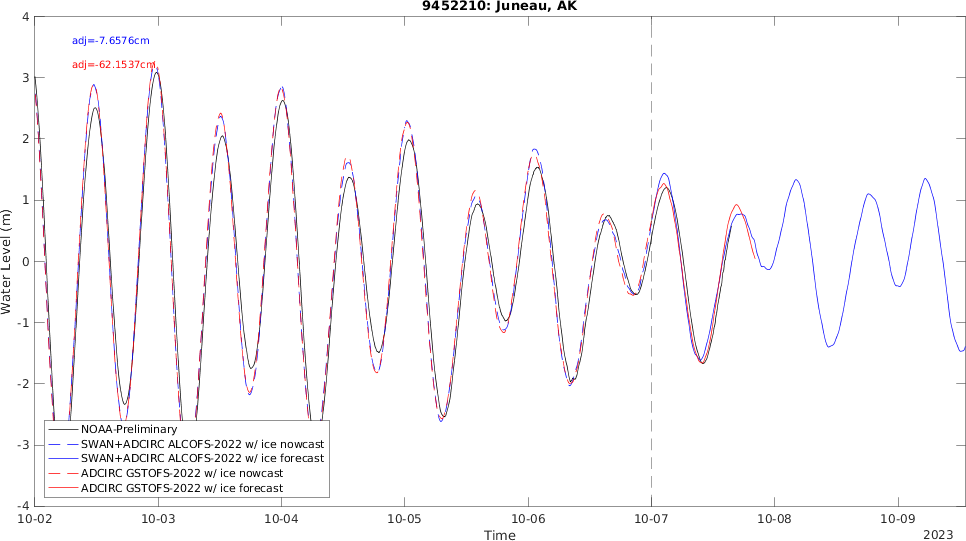 9452210: Juneau, AK
adj=-7.6576cm
adj=-62.1537cm
Water Level (m)
4
3
2
1
0
-1
-2
-3
-4
NOAA-Preliminary
SWAN+ADCIRC ALCOFS-2022 w/ ice nowcast
SWAN+ADCIRC ALCOFS-2022 w/ ice forecast
ADCIRC GSTOFS-2022 w/ ice nowcast
ADCIRC GSTOFS-2022 w/ ice forecast
10-02 10-03 10-04 10-05 10-06 10-07 10-08 10-09
Time
2023